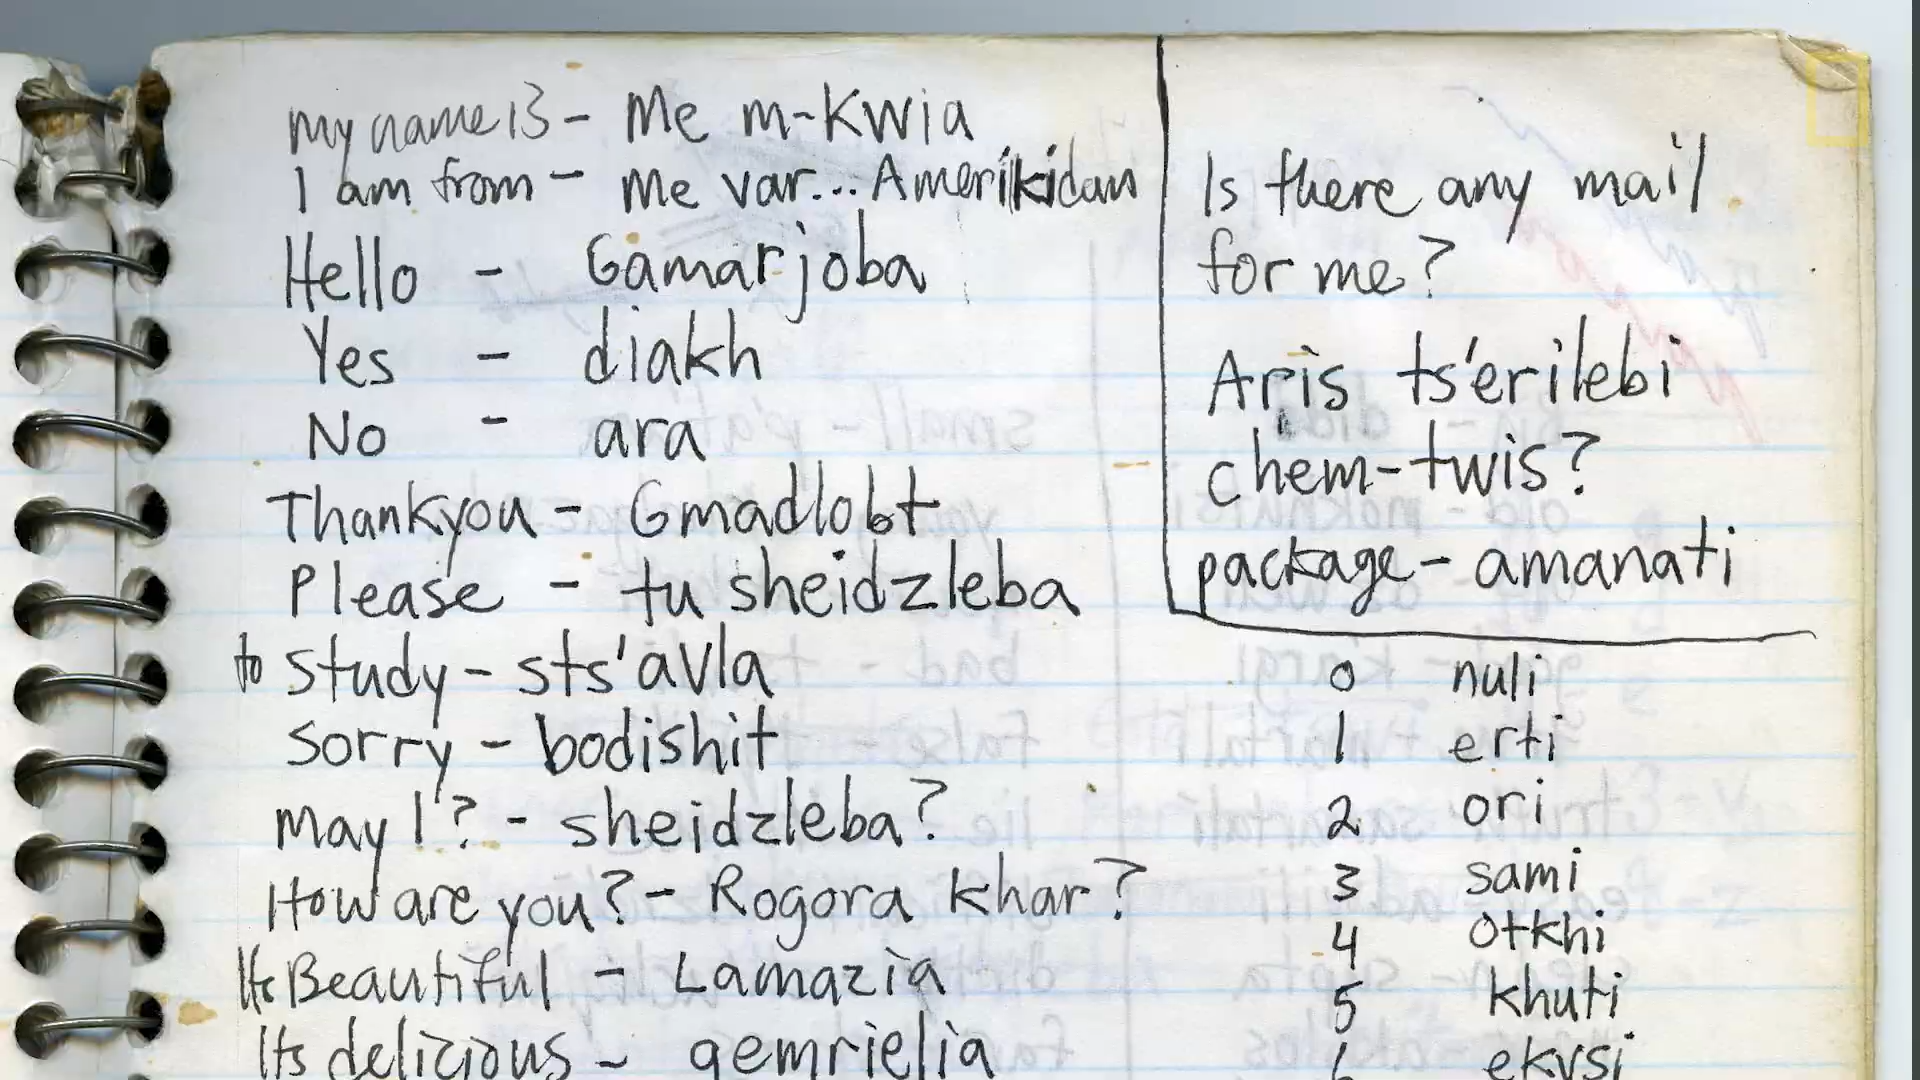 my name is - Me m-Kwia
I am from - Me var... Amerikidan
Hello - Gamarjoba
Yes - diakh
No - ara
Thankyou - Gmadlobt
Please - tu sheidzleba
to study - sts'avla
sorry - bodishit
May I? - sheidzleba?
How are you? - Rogora khar?
Its Beautiful - Lamazia
Its delicious - gemrielia
Is there any mail
for me?
Aris ts'erilebi
chem-twis?
package - amanati
0 nuli
1 erti
2 ori
3 sami
4 otkhi
5 khuti
6 ekvsi